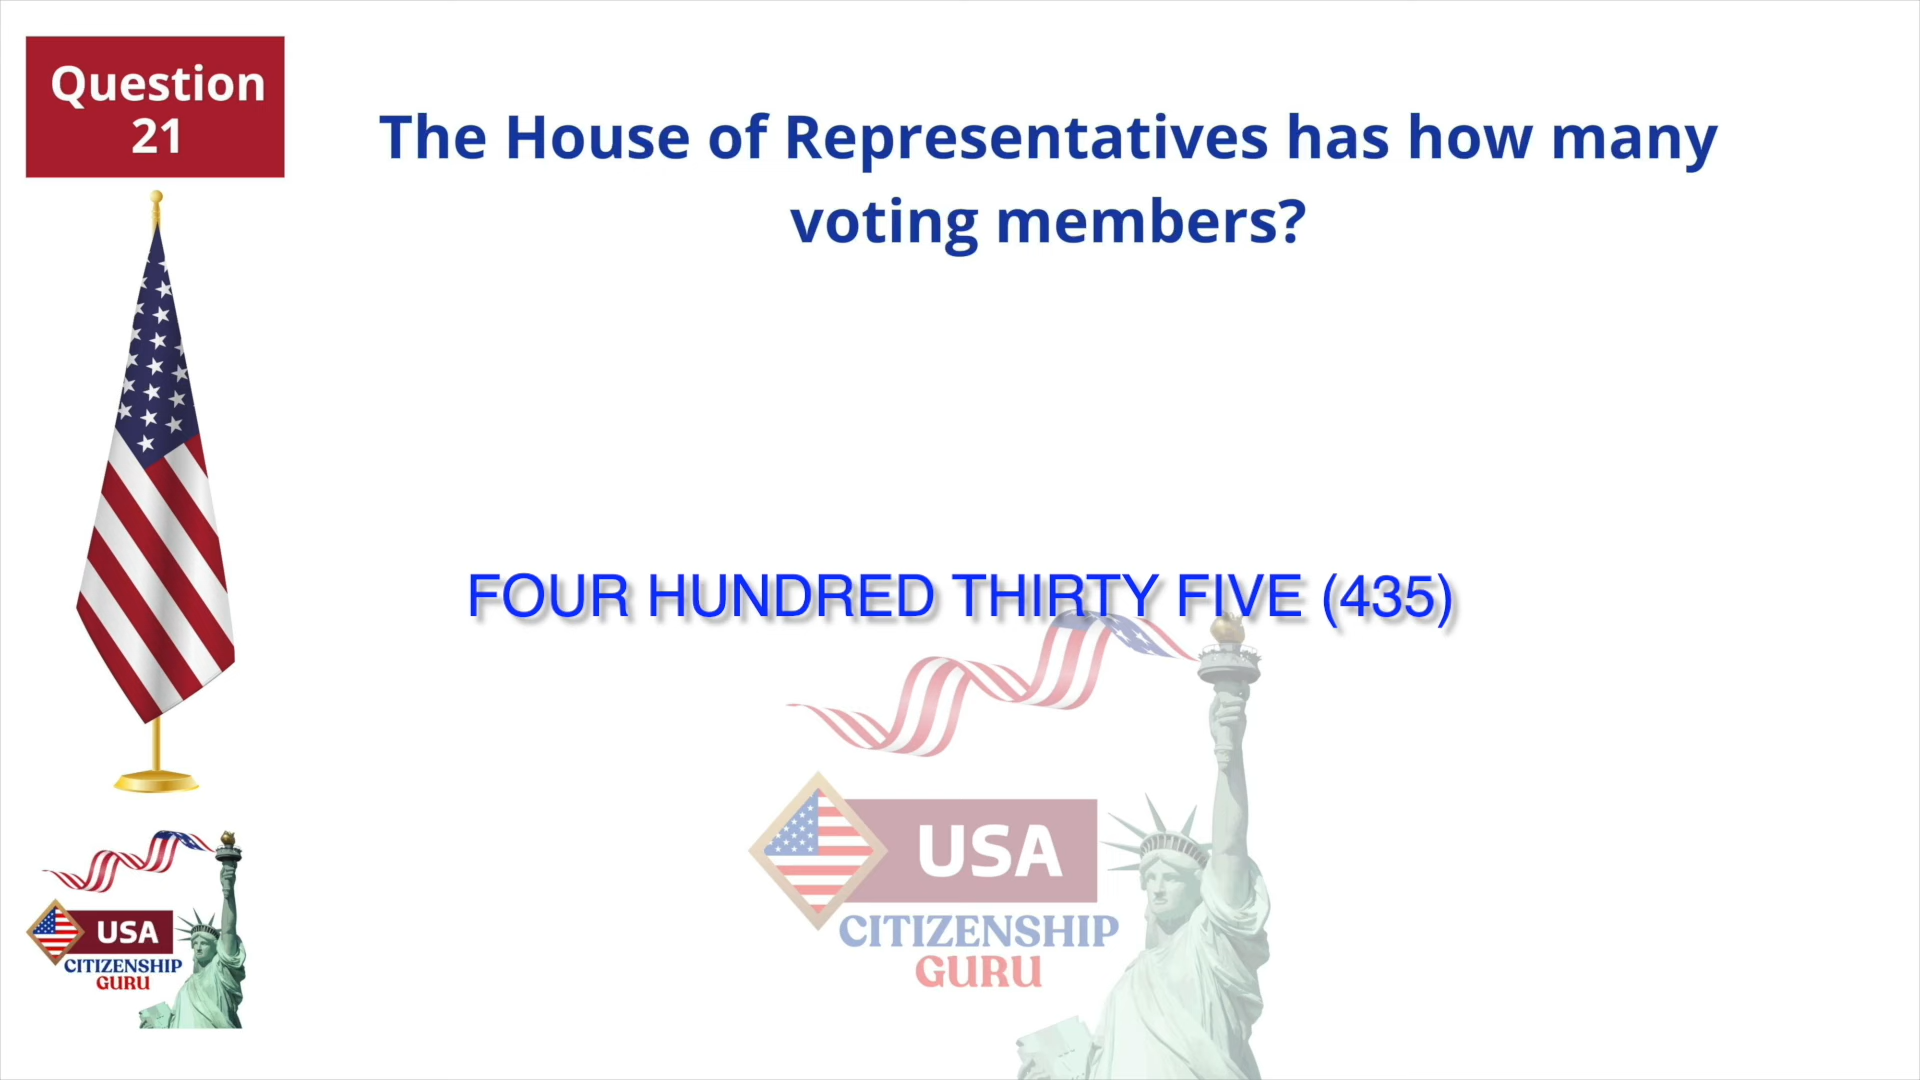 Question
21
The House of Representatives has how many
voting members?
FOUR HUNDRED THIRTY FIVE (435)
USA
CITIZENSHIP
GURU
USA
CITIZENSHIP
GURU